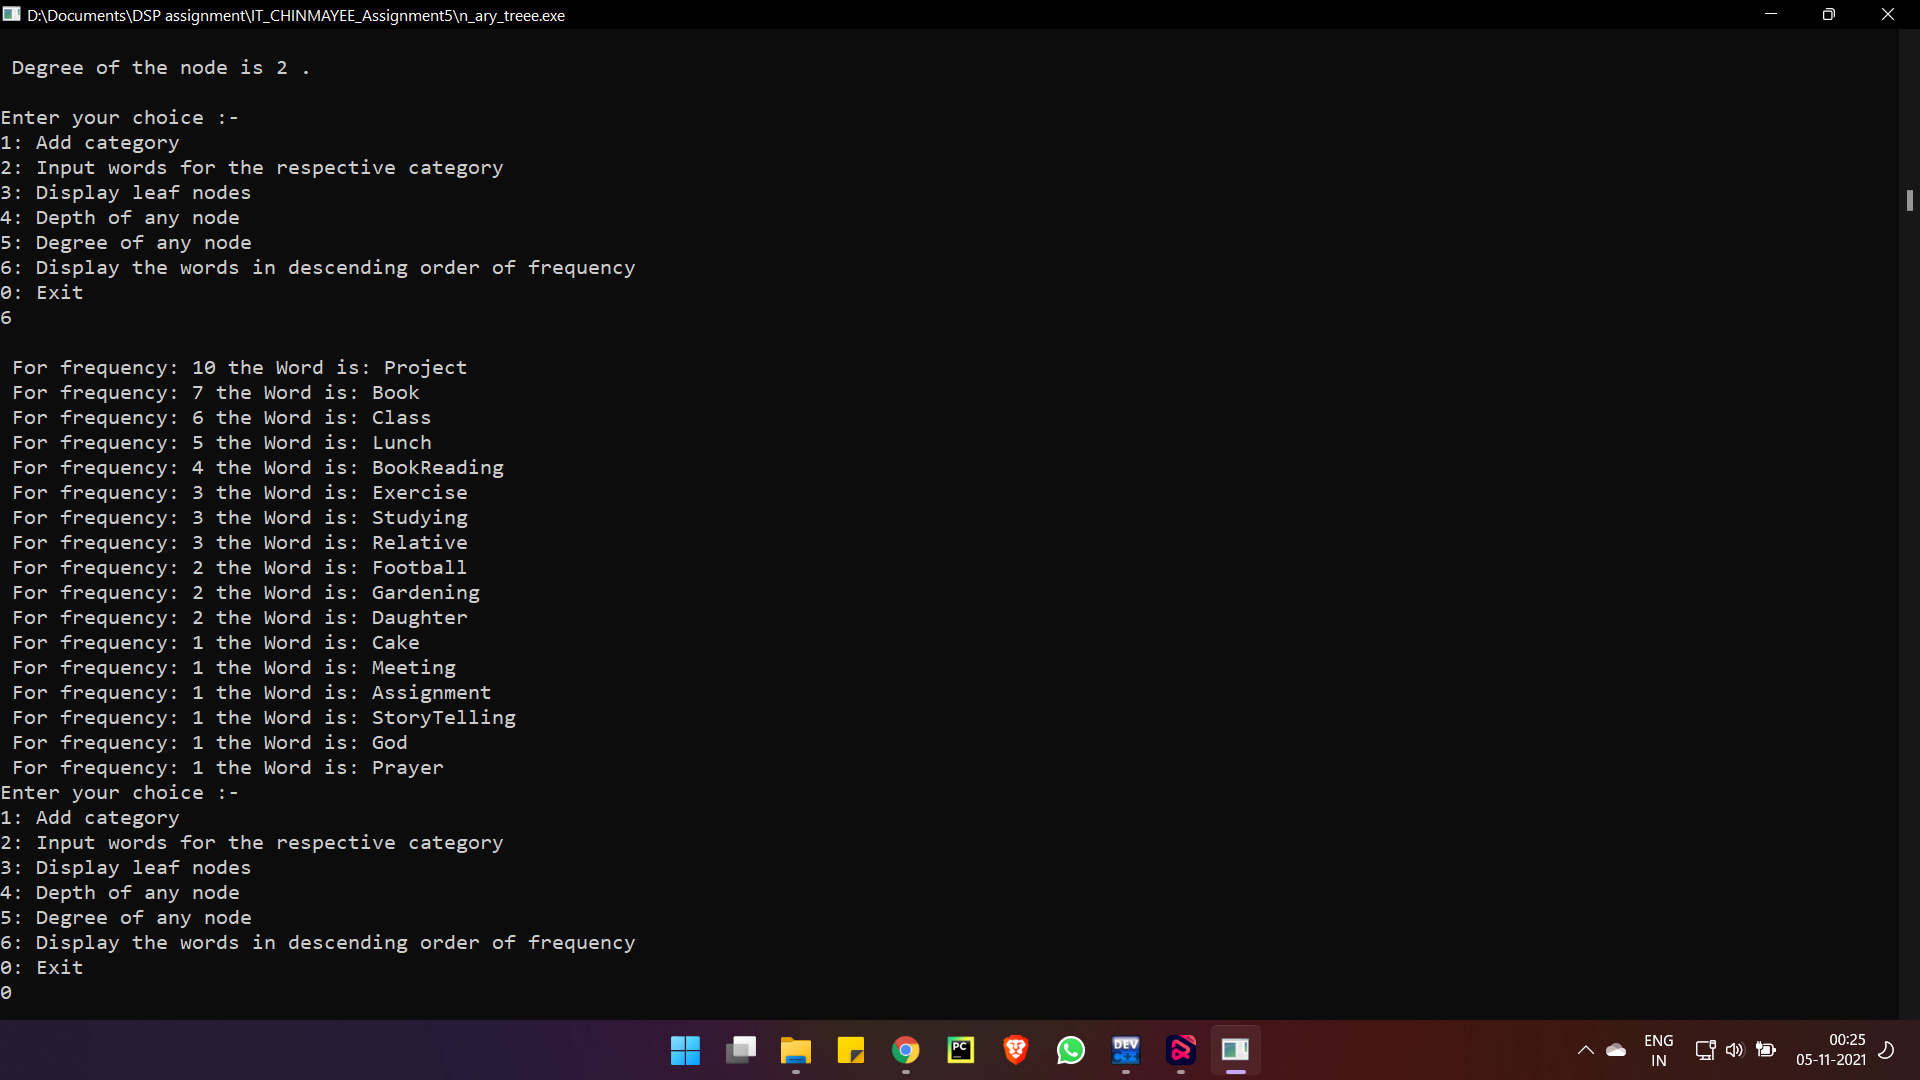 D:\Documents\DSP assignment\IT_CHINMAYEE_Assignment5\n_ary_treee.exe
Degree of the node is 2 .
Enter your choice :-
1: Add category
2: Input words for the respective category
3: Display leaf nodes
4: Depth of any node
5: Degree of any node
6: Display the words in descending order of frequency
0: Exit
6
For frequency: 10 the Word is: Project
For frequency: 7 the Word is: Book
For frequency: 6 the Word is: Class
For frequency: 5 the Word is: Lunch
For frequency: 4 the Word is: BookReading
For frequency: 3 the Word is: Exercise
For frequency: 3 the Word is: Studying
For frequency: 3 the Word is: Relative
For frequency: 2 the Word is: Football
For frequency: 2 the Word is: Gardening
For frequency: 2 the Word is: Daughter
For frequency: 1 the Word is: Cake
For frequency: 1 the Word is: Meeting
For frequency: 1 the Word is: Assignment
For frequency: 1 the Word is: StoryTelling
For frequency: 1 the Word is: God
For frequency: 1 the Word is: Prayer
Enter your choice :-
1: Add category
2: Input words for the respective category
3: Display leaf nodes
4: Depth of any node
5: Degree of any node
6: Display the words in descending order of frequency
0: Exit
0
PC
DEV
ENG
IN
00:25
05-11-2021